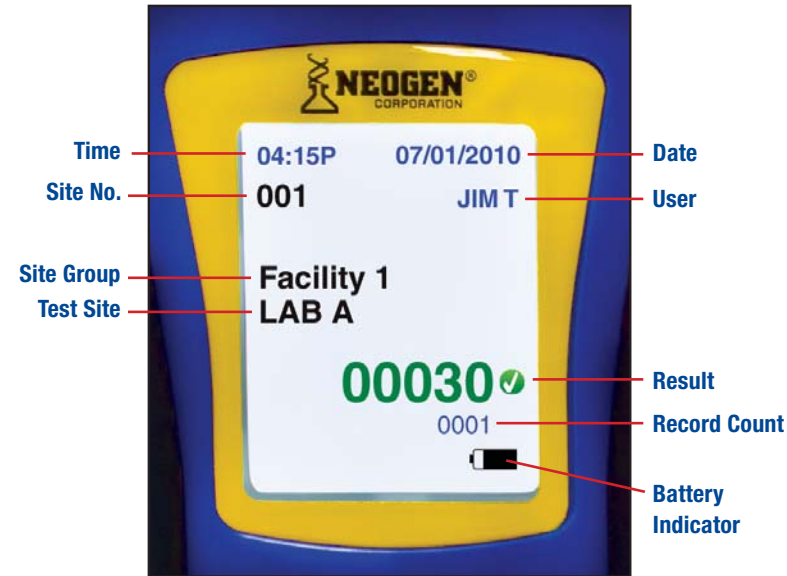 NEOGEN®
CORPORATION
Time
04:15P
07/01/2010
Date
Site No.
001
JIM T
User
Site Group
Facility 1
Test Site
LAB A
00030
Result
0001
Record Count
Battery
Indicator